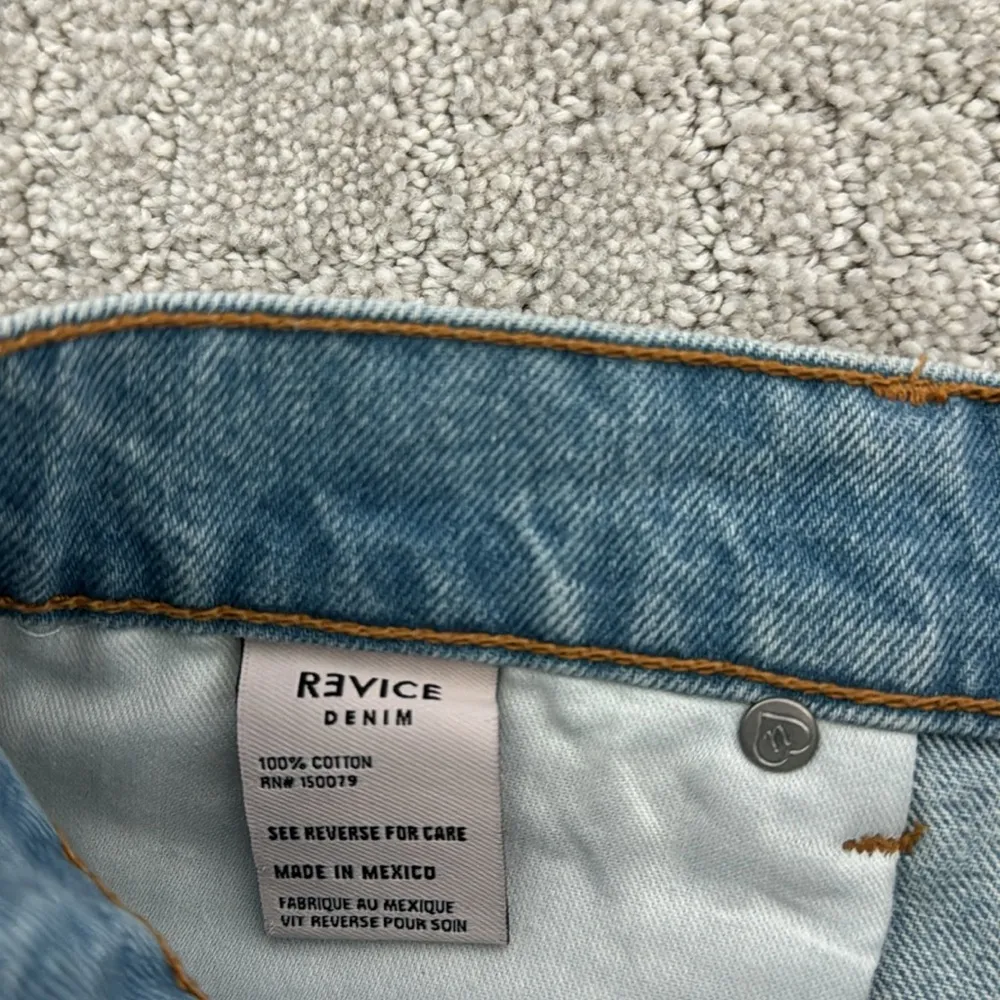 RƎVICE
DENIM
100% COTTON
RN# 150079
SEE REVERSE FOR CARE
MADE IN MEXICO
FABRIQUE AU MEXIQUE
VIT REVERSE POUR SOIN